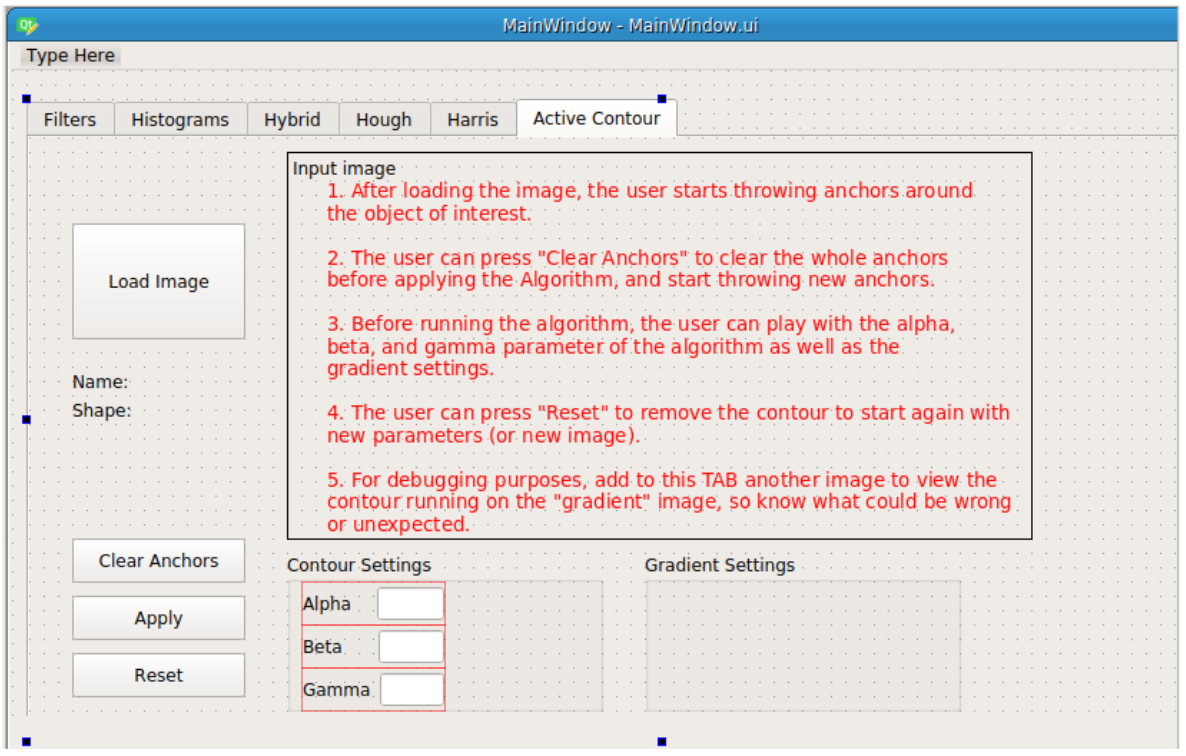 Qt
MainWindow - MainWindow.ui
Type Here
Filters Histograms Hybrid Hough Harris Active Contour
Input image
1. After loading the image, the user starts throwing anchors around
the object of interest.
2. The user can press "Clear Anchors" to clear the whole anchors
before applying the Algorithm, and start throwing new anchors.
3. Before running the algorithm, the user can play with the alpha,
beta, and gamma parameter of the algorithm as well as the
gradient settings.
4. The user can press "Reset" to remove the contour to start again with
new parameters (or new image).
5. For debugging purposes, add to this TAB another image to view the
contour running on the "gradient" image, so know what could be wrong
or unexpected.
Load Image
Name:
Shape:
Clear Anchors
Apply
Reset
Contour Settings
Alpha
Beta
Gamma
Gradient Settings